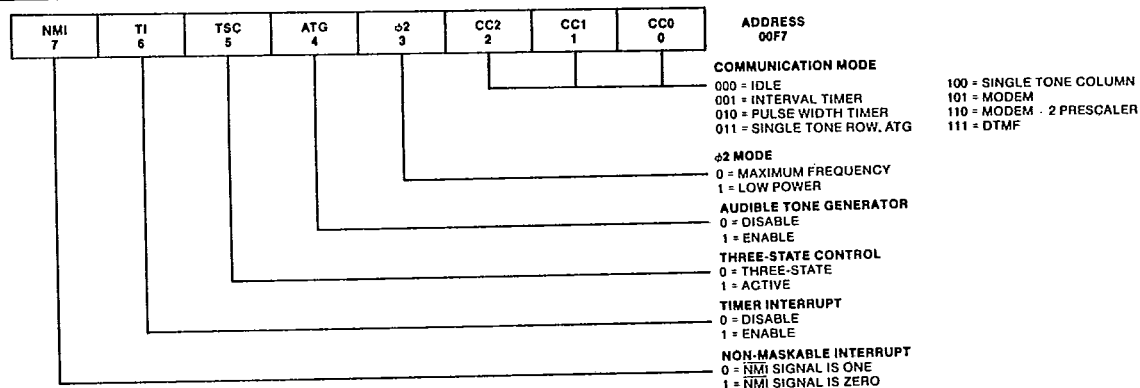 NMI TI TSC ATG ϕ2 CC2 CC1 CC0
7 6 5 4 3 2 1 0
ADDRESS
00F7
COMMUNICATION MODE
000 = IDLE
001 = INTERVAL TIMER
010 = PULSE WIDTH TIMER
011 = SINGLE TONE ROW, ATG
100 = SINGLE TONE COLUMN
101 = MODEM
110 = MODEM - 2 PRESCALER
111 = DTMF
ϕ2 MODE
0 = MAXIMUM FREQUENCY
1 = LOW POWER
AUDIBLE TONE GENERATOR
0 = DISABLE
1 = ENABLE
THREE-STATE CONTROL
0 = THREE-STATE
1 = ACTIVE
TIMER INTERRUPT
0 = DISABLE
1 = ENABLE
NON-MASKABLE INTERRUPT
0 = N̅M̅I̅ SIGNAL IS ONE
1 = N̅M̅I̅ SIGNAL IS ZERO